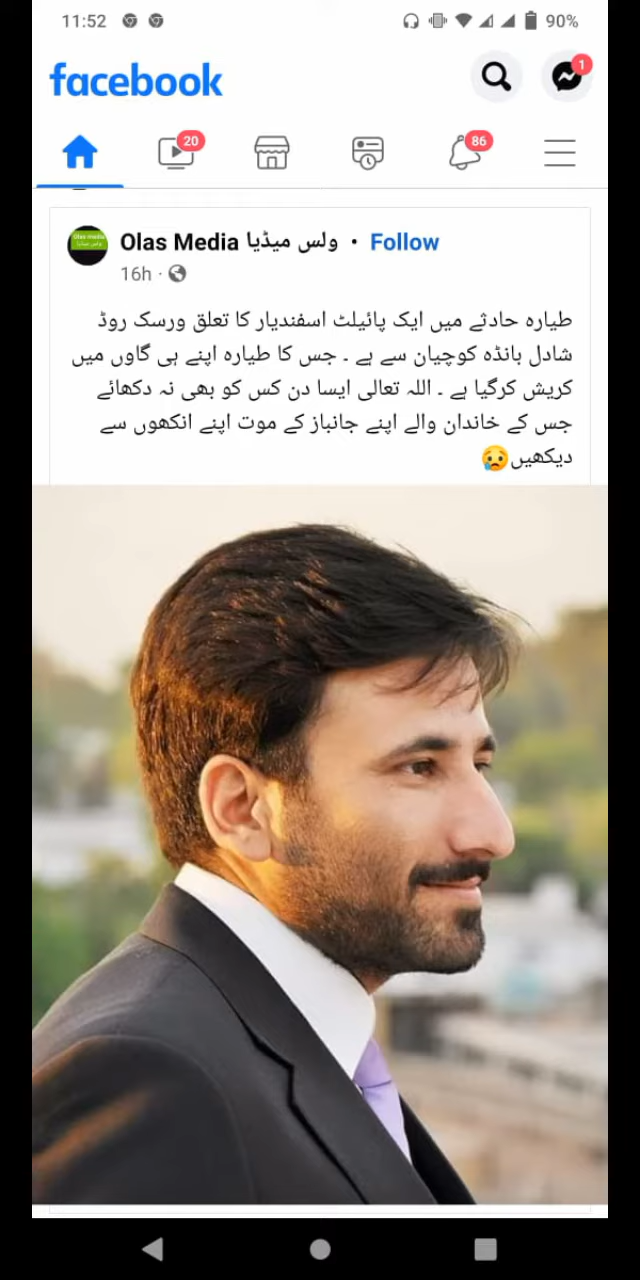 11:52
90%
facebook
1
20
86
Olas Media ولس میڈیا • Follow
16h ·
طیارہ حادثے میں ایک پائیلٹ اسفندیار کا تعلق ورسک روڈ
شادل بانڈہ کوچیان سے ہے ۔ جس کا طیارہ اپنے ہی گاوں میں
کریش کرگیا ہے ۔ اللہ تعالی ایسا دن کس کو بھی نہ دکھائے
جس کے خاندان والے اپنے جانباز کے موت اپنے انکھوں سے
دیکھیں😢